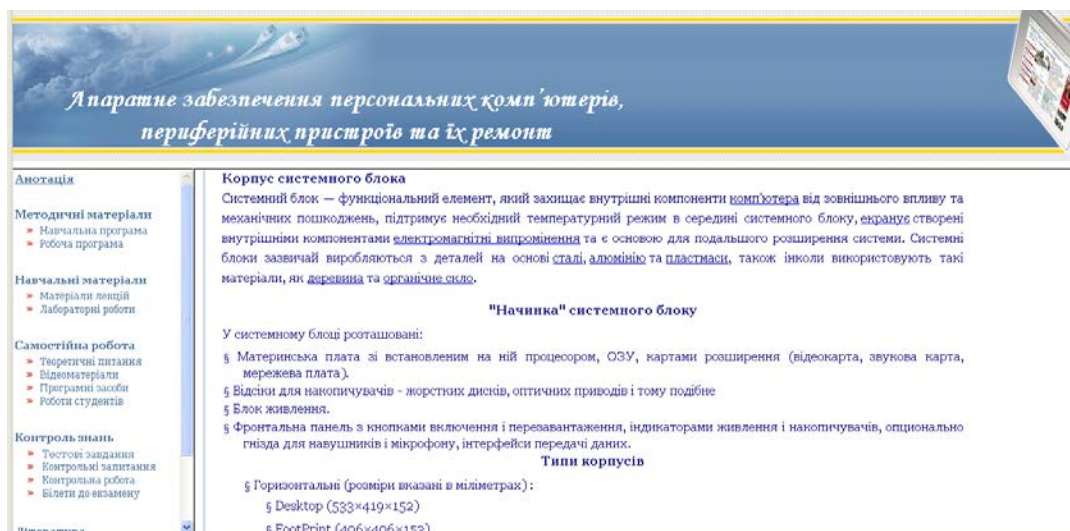 Апаратне забезпечення персональних комп'ютерів,
периферійних пристроїв та їх ремонт
Анотація
Методичні матеріали
» Навчальна програма
» Робоча програма
Навчальні матеріали
» Матеріали лекцій
» Лабораторні роботи
Самостійна робота
» Теоретичні питання
» Відеоматеріали
» Програмні засоби
» Роботи студентів
Контроль знань
» Тестові завдання
» Контрольні запитання
» Контрольна робота
» Білети до екзамену
Література
Корпус системного блока
Системний блок — функціональний елемент, який захищає внутрішні компоненти комп'ютера від зовнішнього впливу та
механічних пошкоджень, підтримує необхідний температурний режим в середині системного блоку, екранує створені
внутрішніми компонентами електромагнітні випромінення та є основою для подальшого розширення системи. Системні
блоки зазвичай виробляються з деталей на основі сталі, алюмінію та пластмаси, також інколи використовують такі
матеріали, як деревина та органічне скло.
"Начинка" системного блоку
У системному блоці розташовані:
§ Материнська плата зі встановленим на ній процесором, ОЗУ, картами розширення (відеокарта, звукова карта,
мережева плата).
§ Відсіки для накопичувачів - жорстких дисків, оптичних приводів і тому подібне
§ Блок живлення.
§ Фронтальна панель з кнопками включення і перезавантаження, індикаторами живлення і накопичувачів, опционально
гнізда для навушників і мікрофону, інтерфейси передачі даних.
Типи корпусів
§ Горизонтальні (розміри вказані в міліметрах):
§ Desktop (533×419×152)
§ FootPrint (406×406×152)